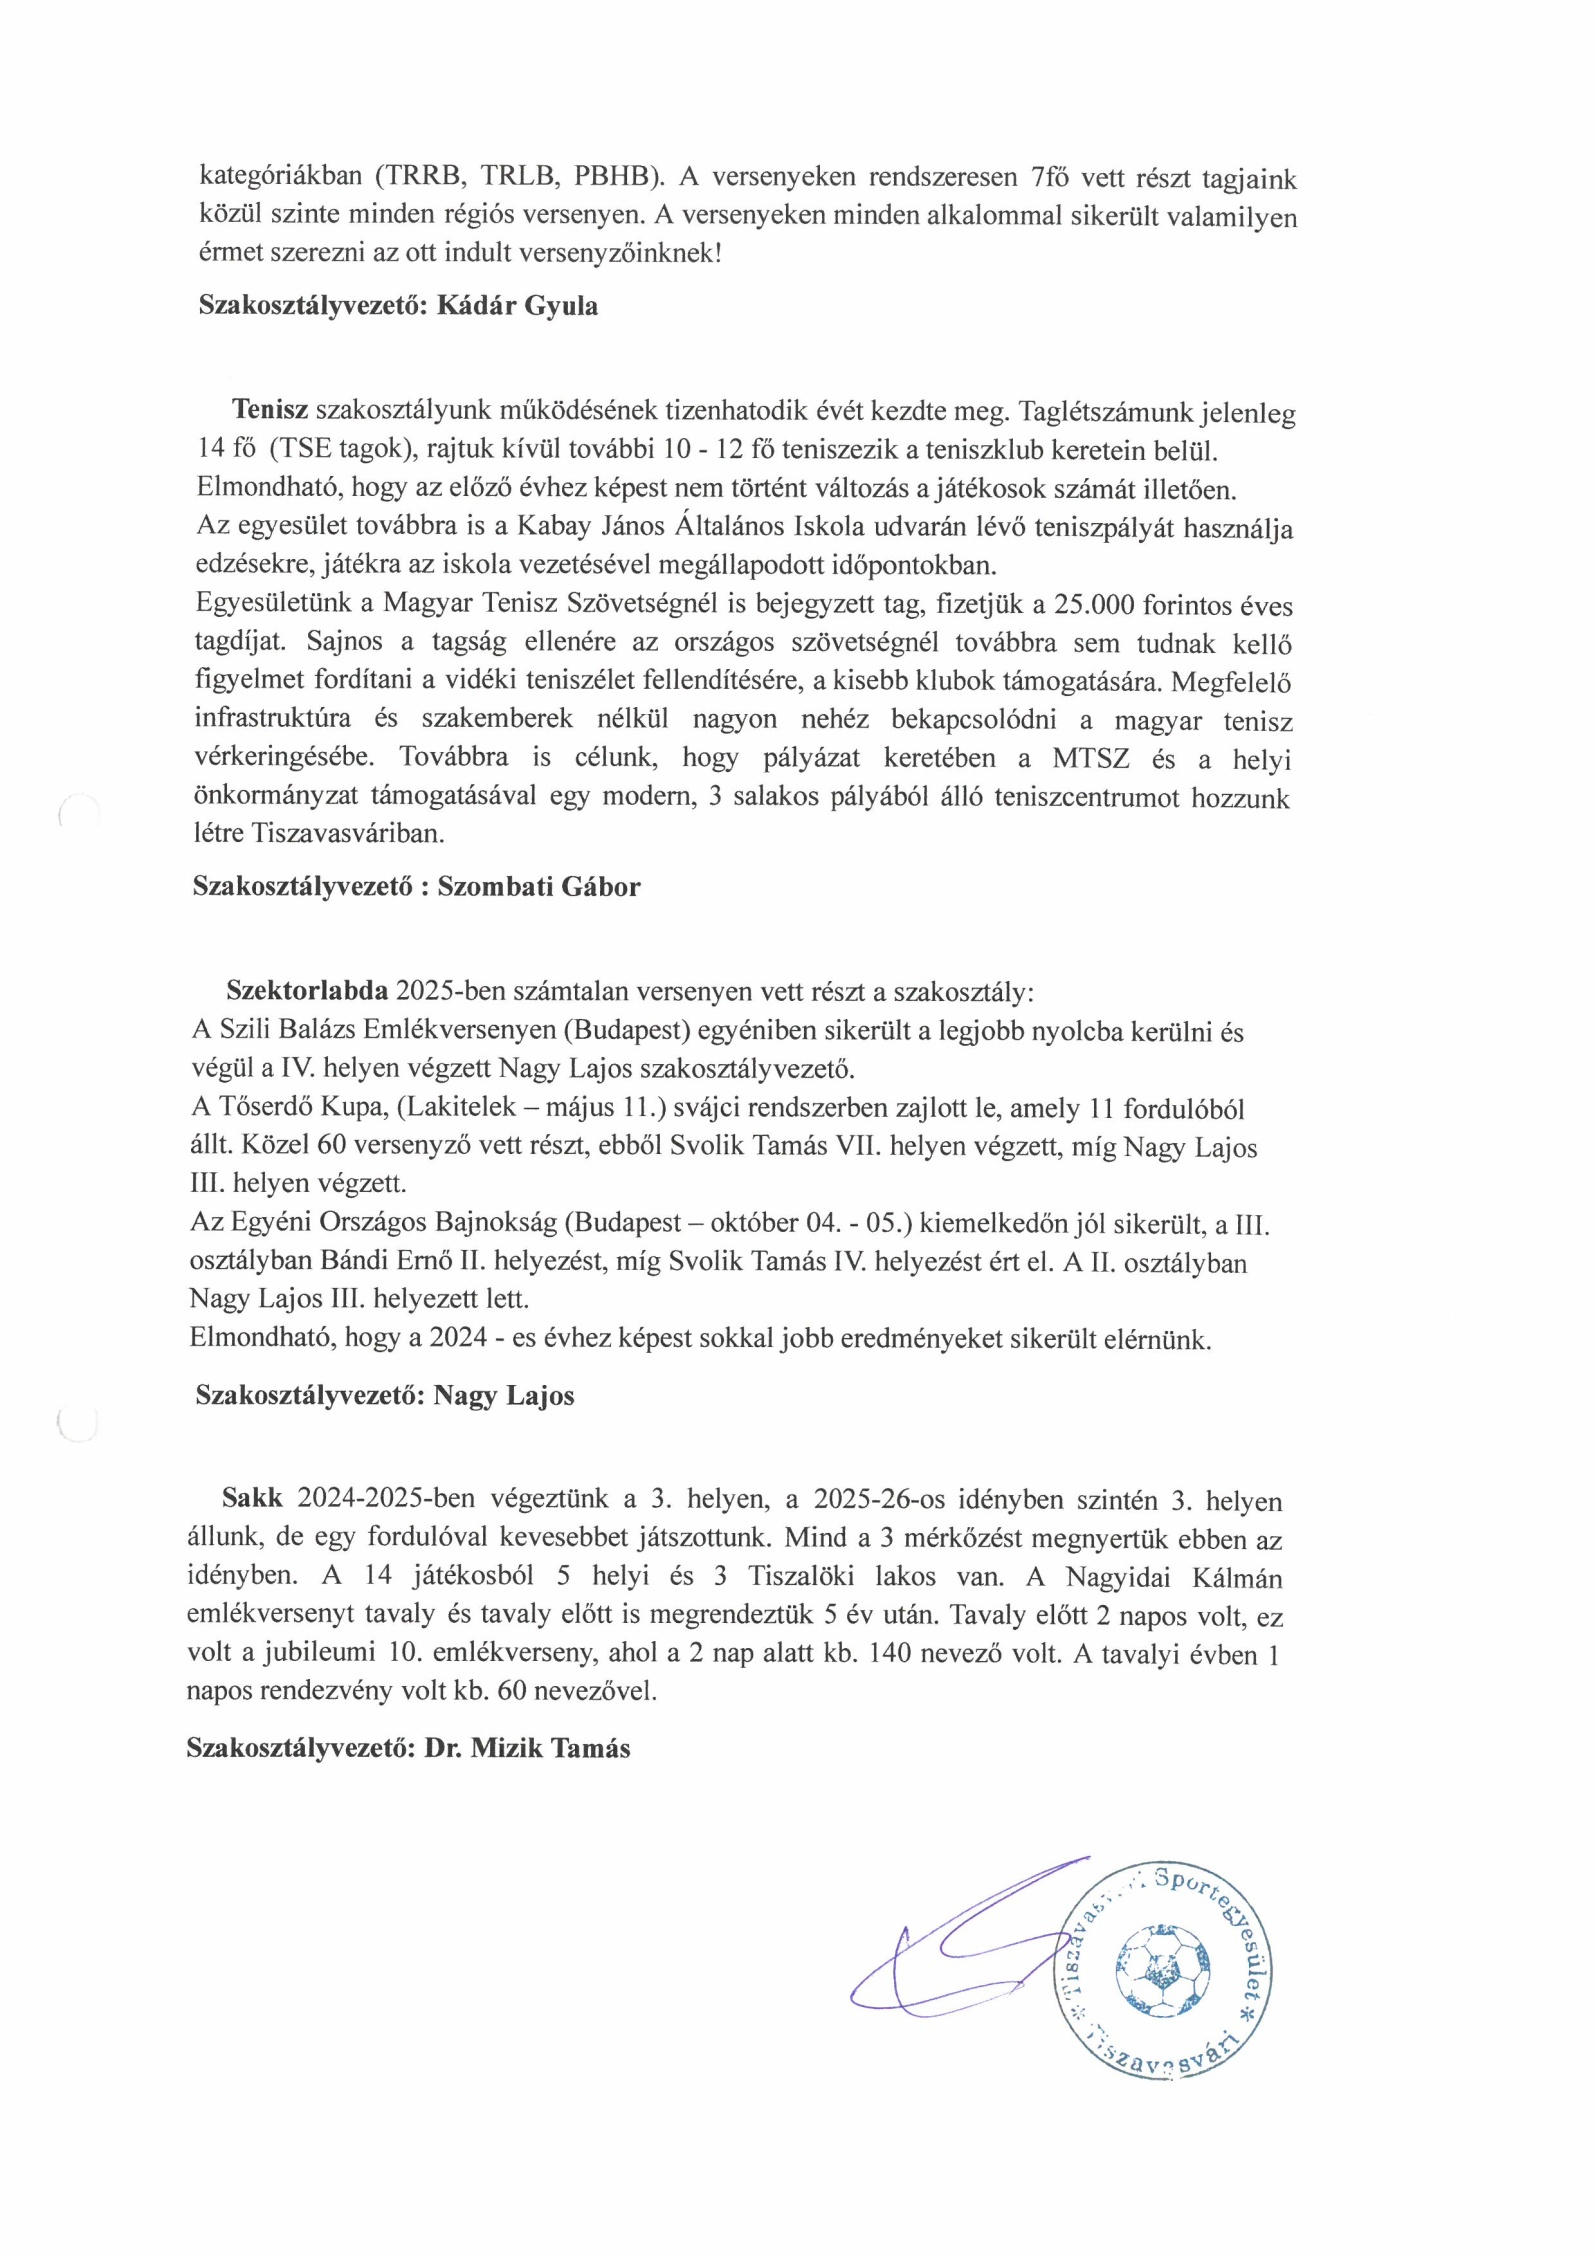 kategóriákban (TRRB, TRLB, PBHB). A versenyeken rendszeresen 7fő vett részt tagjaink
közül szinte minden régiós versenyen. A versenyeken minden alkalommal sikerült valamilyen
érmet szerezni az ott indult versenyzőinknek!
Szakosztályvezető: Kádár Gyula
Tenisz szakosztályunk működésének tizenhatodik évét kezdte meg. Taglétszámunk jelenleg
14 fő (TSE tagok), rajtuk kívül további 10 - 12 fő teniszezik a teniszklub keretein belül.
Elmondható, hogy az előző évhez képest nem történt változás a játékosok számát illetően.
Az egyesület továbbra is a Kabay János Általános Iskola udvarán lévő teniszpályát használja
edzésekre, játékra az iskola vezetésével megállapodott időpontokban.
Egyesületünk a Magyar Tenisz Szövetségnél is bejegyzett tag, fizetjük a 25.000 forintos éves
tagdíjat. Sajnos a tagság ellenére az országos szövetségnél továbbra sem tudnak kellő
figyelmet fordítani a vidéki teniszélet fellendítésére, a kisebb klubok támogatására. Megfelelő
infrastruktúra és szakemberek nélkül nagyon nehéz bekapcsolódni a magyar tenisz
vérkeringésébe. Továbbra is célunk, hogy pályázat keretében a MTSZ és a helyi
önkormányzat támogatásával egy modern, 3 salakos pályából álló teniszcentrumot hozzunk
létre Tiszavasváriban.
Szakosztályvezető : Szombati Gábor
Szektorlabda 2025-ben számtalan versenyen vett részt a szakosztály:
A Szili Balázs Emlékversenyen (Budapest) egyéniben sikerült a legjobb nyolcba kerülni és
végül a IV. helyen végzett Nagy Lajos szakosztályvezető.
A Tőserdő Kupa, (Lakitelek – május 11.) svájci rendszerben zajlott le, amely 11 fordulóból
állt. Közel 60 versenyző vett részt, ebből Svolik Tamás VII. helyen végzett, míg Nagy Lajos
III. helyen végzett.
Az Egyéni Országos Bajnokság (Budapest – október 04. - 05.) kiemelkedőn jól sikerült, a III.
osztályban Bándi Ernő II. helyezést, míg Svolik Tamás IV. helyezést ért el. A II. osztályban
Nagy Lajos III. helyezett lett.
Elmondható, hogy a 2024 - es évhez képest sokkal jobb eredményeket sikerült elérnünk.
Szakosztályvezető: Nagy Lajos
Sakk 2024-2025-ben végeztünk a 3. helyen, a 2025-26-os idényben szintén 3. helyen
állunk, de egy fordulóval kevesebbet játszottunk. Mind a 3 mérkőzést megnyertük ebben az
idényben. A 14 játékosból 5 helyi és 3 Tiszalöki lakos van. A Nagyidai Kálmán
emlékversenyt tavaly és tavaly előtt is megrendeztük 5 év után. Tavaly előtt 2 napos volt, ez
volt a jubileumi 10. emlékverseny, ahol a 2 nap alatt kb. 140 nevező volt. A tavalyi évben 1
napos rendezvény volt kb. 60 nevezővel.
Szakosztályvezető: Dr. Mizik Tamás
Tiszavasvári Sportegyesület
* Tiszavasvári *